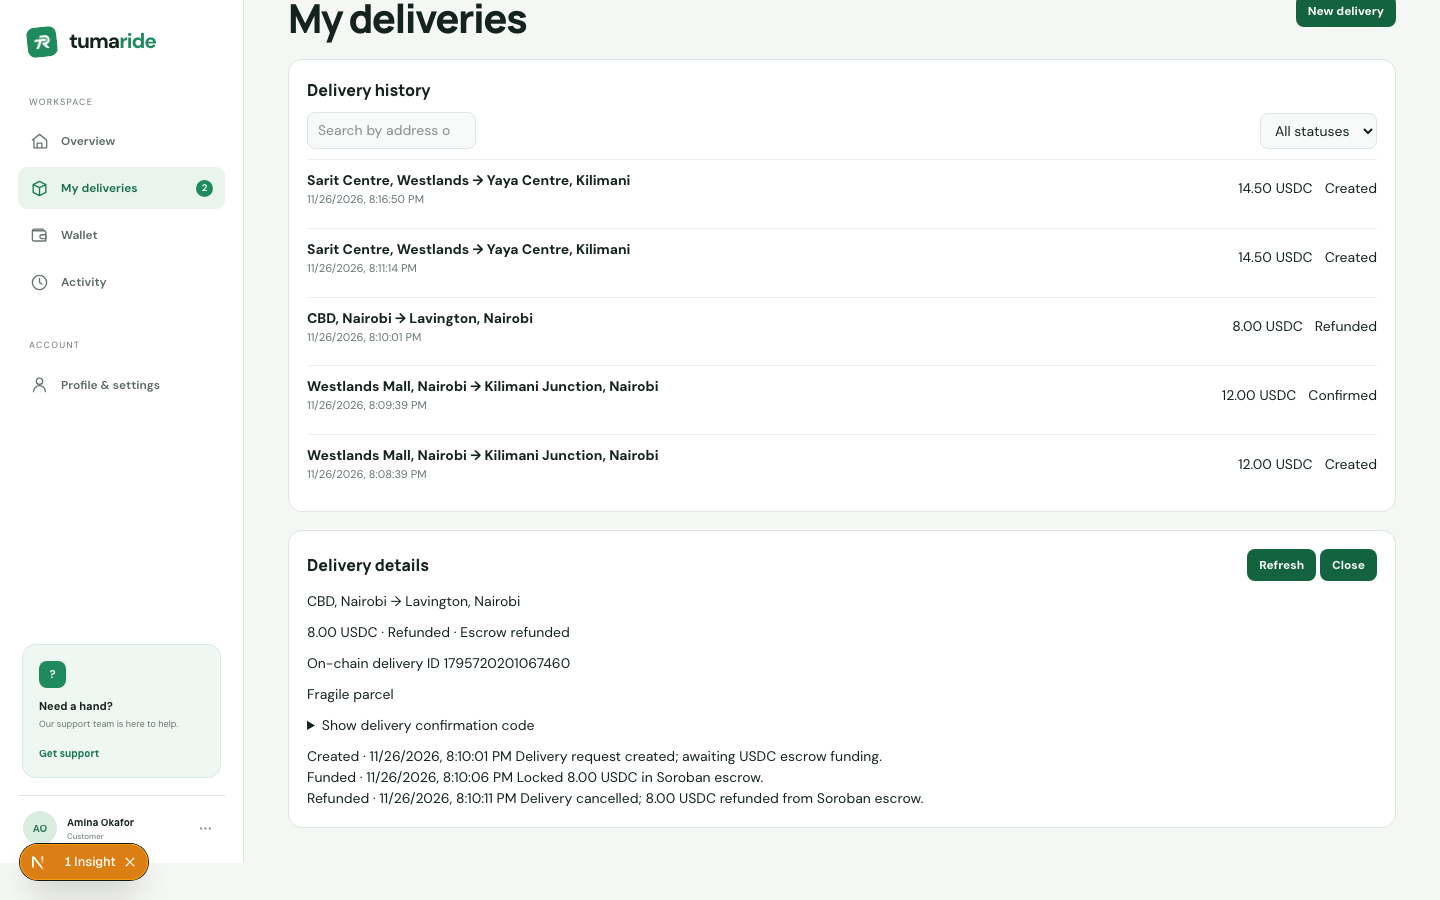 tumaride
WORKSPACE
Overview
My deliveries 2
Wallet
Activity
ACCOUNT
Profile & settings
?
Need a hand?
Our support team is here to help.
Get support
AO
Amina Okafor
Customer
1 Insight
My deliveries
New delivery
Delivery history
Search by address o
All statuses
Sarit Centre, Westlands → Yaya Centre, Kilimani
11/26/2026, 8:16:50 PM
14.50 USDC Created
Sarit Centre, Westlands → Yaya Centre, Kilimani
11/26/2026, 8:11:14 PM
14.50 USDC Created
CBD, Nairobi → Lavington, Nairobi
11/26/2026, 8:10:01 PM
8.00 USDC Refunded
Westlands Mall, Nairobi → Kilimani Junction, Nairobi
11/26/2026, 8:09:39 PM
12.00 USDC Confirmed
Westlands Mall, Nairobi → Kilimani Junction, Nairobi
11/26/2026, 8:08:39 PM
12.00 USDC Created
Delivery details
Refresh
Close
CBD, Nairobi → Lavington, Nairobi
8.00 USDC · Refunded · Escrow refunded
On-chain delivery ID 1795720201067460
Fragile parcel
▶ Show delivery confirmation code
Created · 11/26/2026, 8:10:01 PM Delivery request created; awaiting USDC escrow funding.
Funded · 11/26/2026, 8:10:06 PM Locked 8.00 USDC in Soroban escrow.
Refunded · 11/26/2026, 8:10:11 PM Delivery cancelled; 8.00 USDC refunded from Soroban escrow.